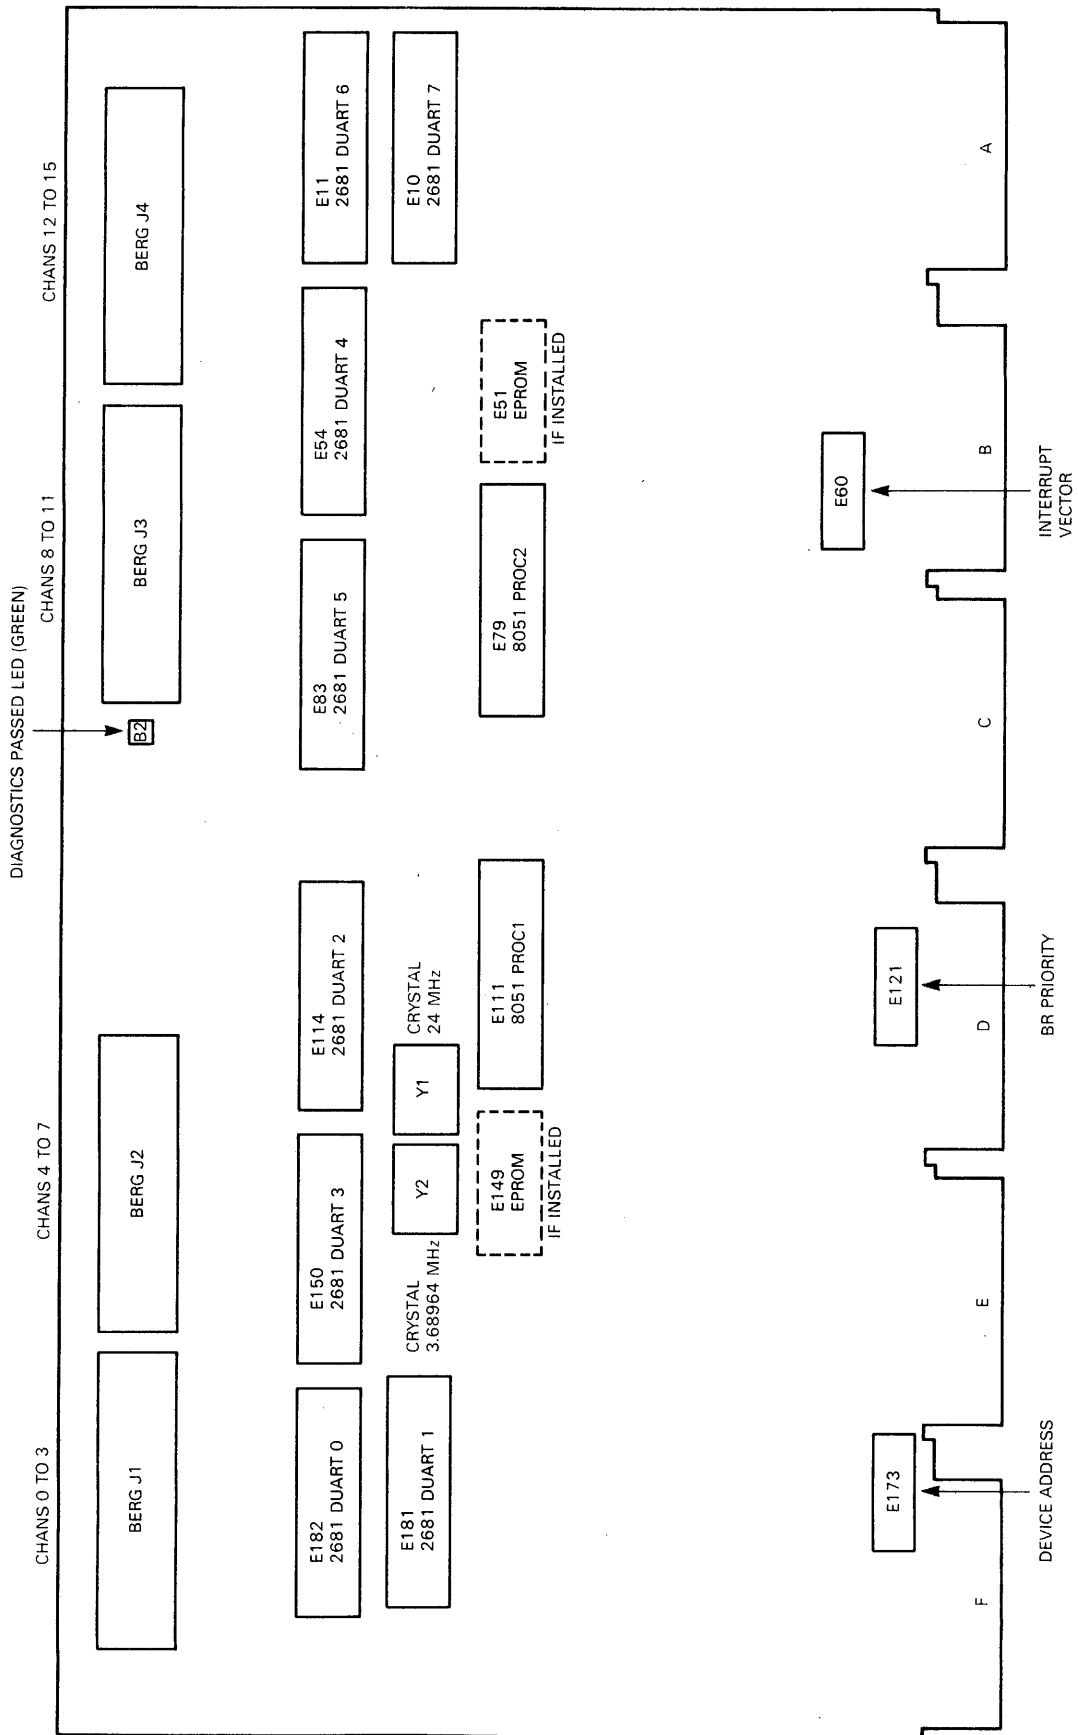 DIAGNOSTICS PASSED LED (GREEN)
CHANS 0 TO 3
CHANS 4 TO 7
CHANS 8 TO 11
CHANS 12 TO 15
BERG J1
BERG J2
B2
BERG J3
BERG J4
E182
2681 DUART 0
E150
2681 DUART 3
E114
2681 DUART 2
E83
2681 DUART 5
E54
2681 DUART 4
E11
2681 DUART 6
E181
2681 DUART 1
CRYSTAL
3.68964 MHz
Y2
Y1
CRYSTAL
24 MHz
E10
2681 DUART 7
E149
EPROM
IF INSTALLED
E111
8051 PROC1
E79
8051 PROC2
E51
EPROM
IF INSTALLED
E173
E121
E60
F
E
D
C
B
A
DEVICE ADDRESS
BR PRIORITY
INTERRUPT
VECTOR